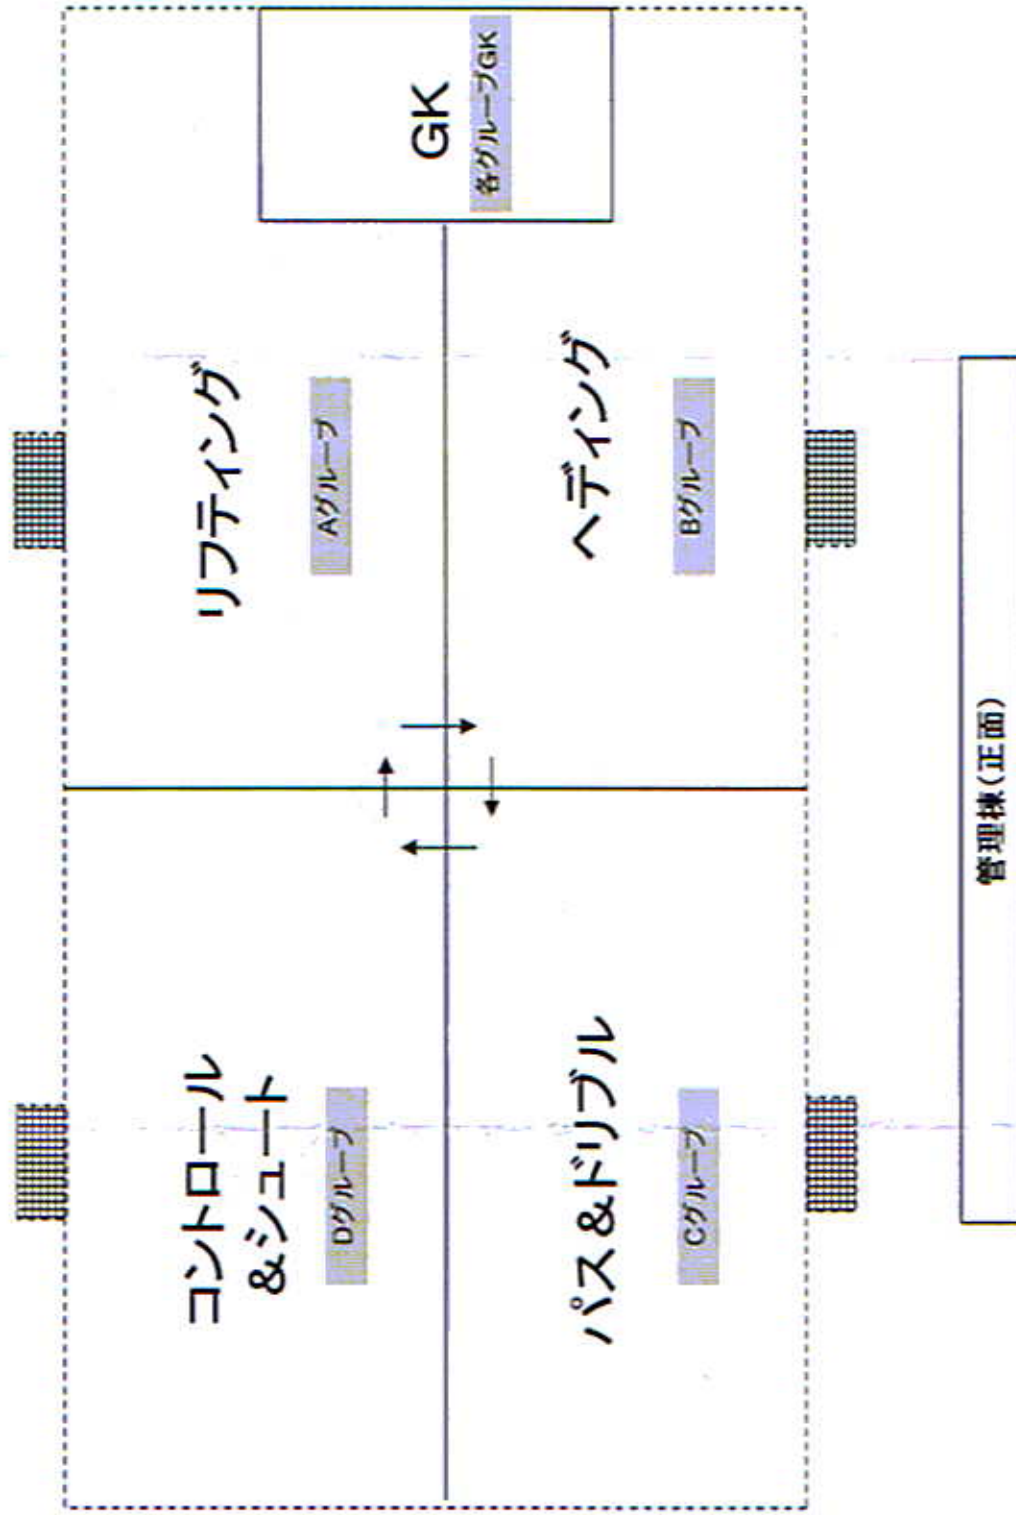 コントロール
&シュート
Dグループ
リフティング
Aグループ
GK
各グループGK
パス&ドリブル
Cグループ
ヘディング
Bグループ
管理棟(正面)